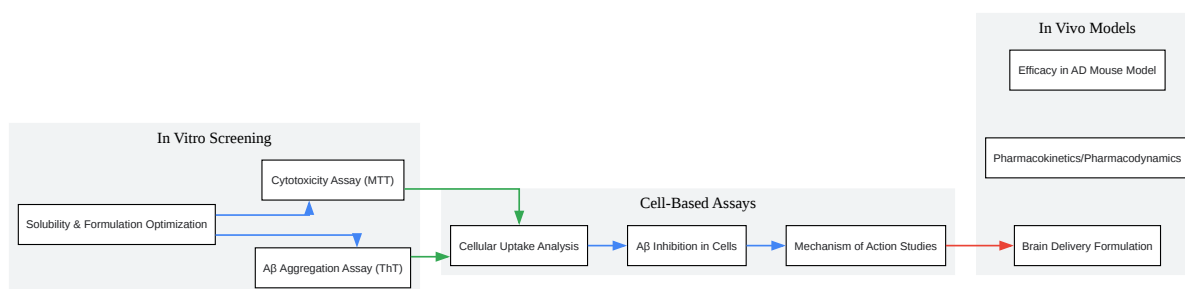 In Vitro Screening
Solubility & Formulation Optimization
Cytotoxicity Assay (MTT)
Aβ Aggregation Assay (ThT)
Cell-Based Assays
Cellular Uptake Analysis
Aβ Inhibition in Cells
Mechanism of Action Studies
In Vivo Models
Efficacy in AD Mouse Model
Pharmacokinetics/Pharmacodynamics
Brain Delivery Formulation